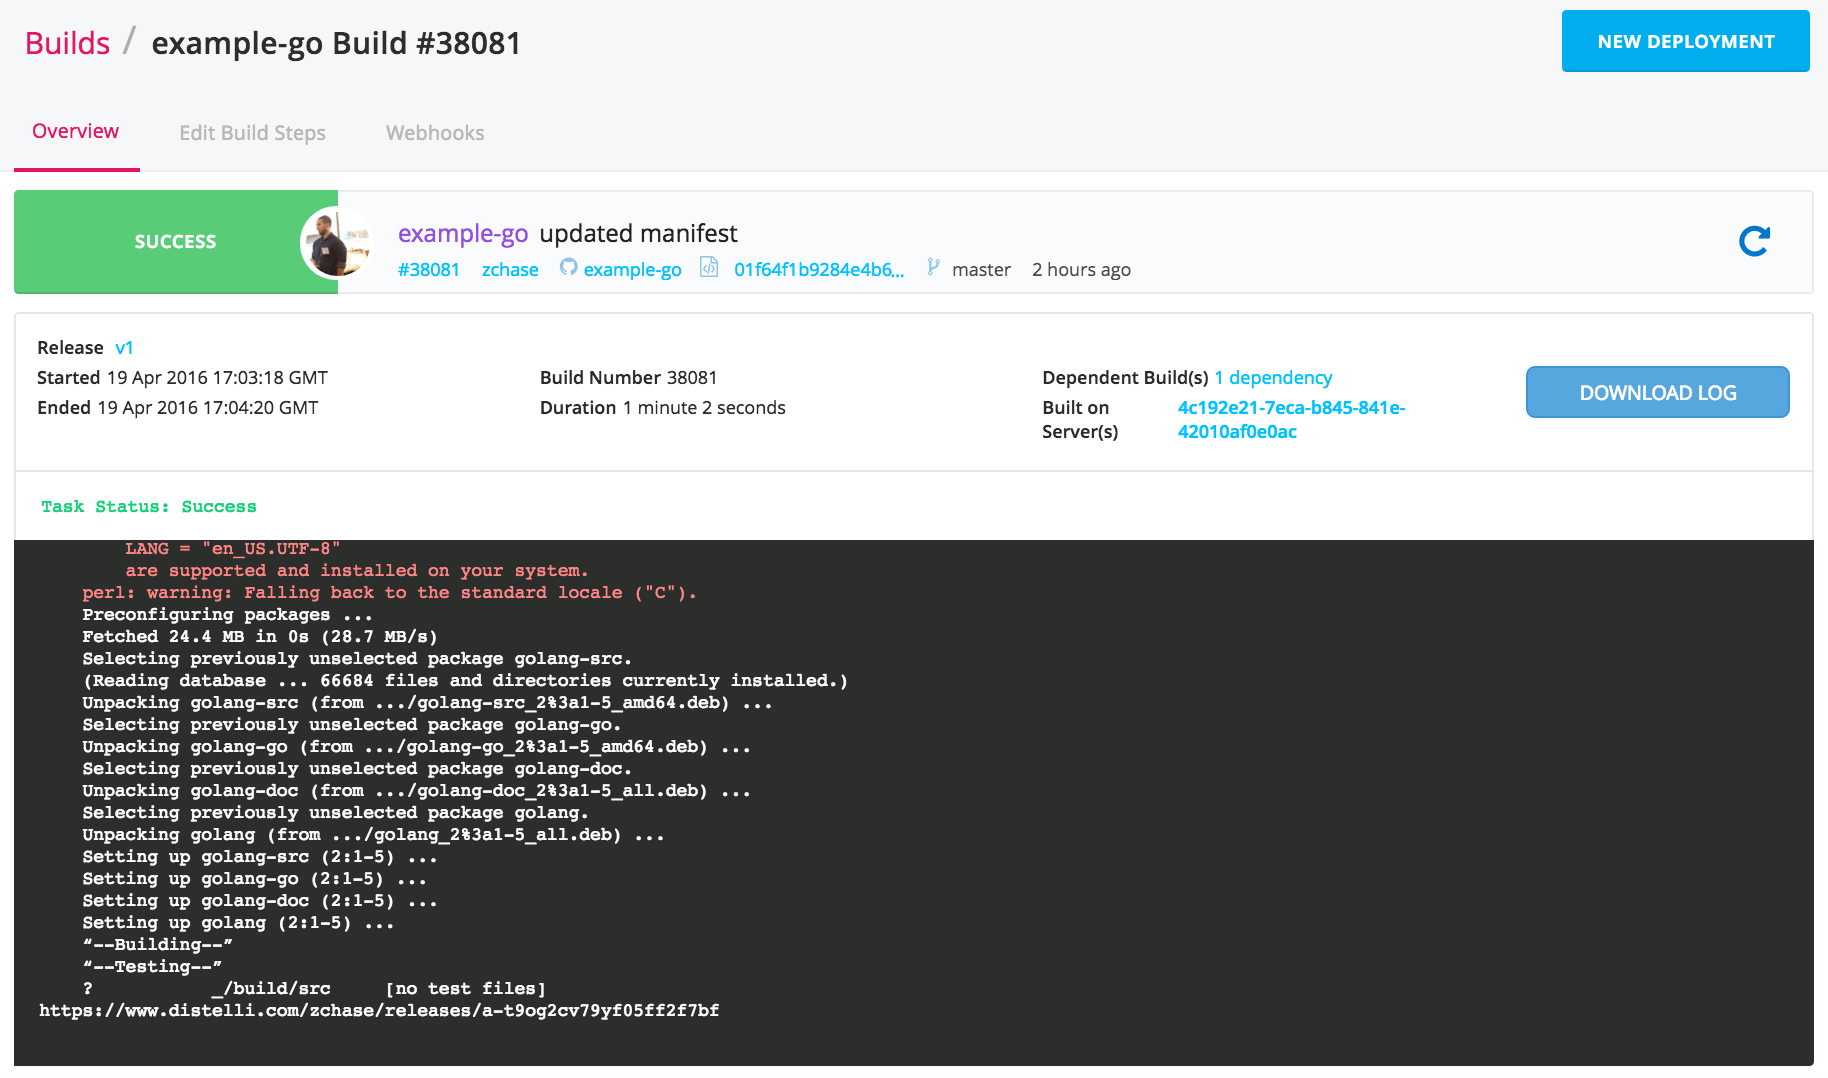 Builds / example-go Build #38081
NEW DEPLOYMENT
Overview
Edit Build Steps
Webhooks
SUCCESS
example-go updated manifest
#38081 zchase example-go 01f64f1b9284e4b6... master 2 hours ago
Release v1
Started 19 Apr 2016 17:03:18 GMT
Ended 19 Apr 2016 17:04:20 GMT
Build Number 38081
Duration 1 minute 2 seconds
Dependent Build(s) 1 dependency
Built on Server(s) 4c192e21-7eca-b845-841e-42010af0e0ac
DOWNLOAD LOG
Task Status: Success
LANG = "en_US.UTF-8"
are supported and installed on your system.
perl: warning: Falling back to the standard locale ("C").
Preconfiguring packages ...
Fetched 24.4 MB in 0s (28.7 MB/s)
Selecting previously unselected package golang-src.
(Reading database ... 66684 files and directories currently installed.)
Unpacking golang-src (from .../golang-src_2%3a1-5_amd64.deb) ...
Selecting previously unselected package golang-go.
Unpacking golang-go (from .../golang-go_2%3a1-5_amd64.deb) ...
Selecting previously unselected package golang-doc.
Unpacking golang-doc (from .../golang-doc_2%3a1-5_all.deb) ...
Selecting previously unselected package golang.
Unpacking golang (from .../golang_2%3a1-5_all.deb) ...
Setting up golang-src (2:1-5) ...
Setting up golang-go (2:1-5) ...
Setting up golang-doc (2:1-5) ...
Setting up golang (2:1-5) ...
“--Building--”
“--Testing--”
? _/build/src [no test files]
https://www.distelli.com/zchase/releases/a-t9og2cv79yf05ff2f7bf